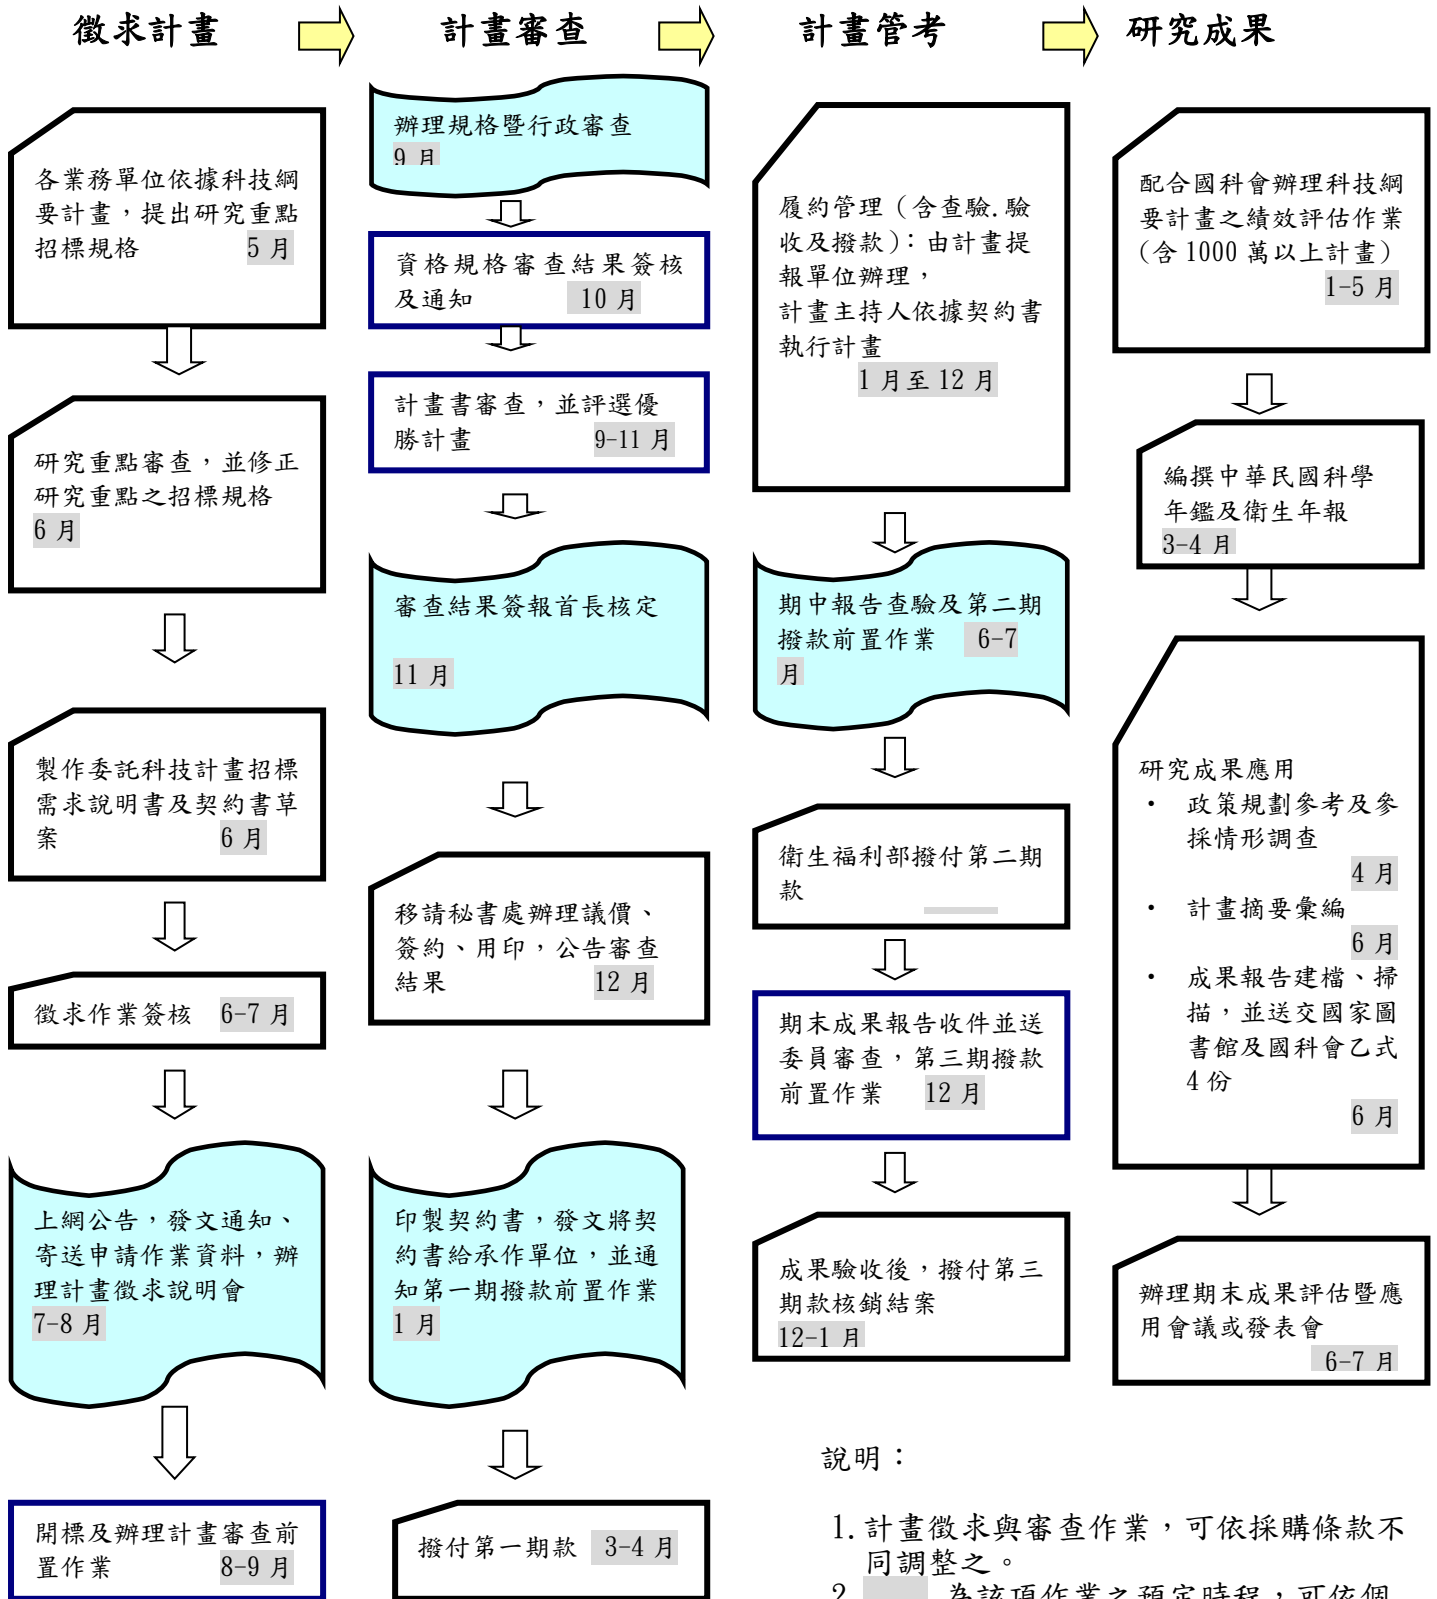 徵求計畫
計畫審查
計畫管考
研究成果
各業務單位依據科技綱
要計畫，提出研究重點
招標規格 5 月
研究重點審查，並修正
研究重點之招標規格
6 月
製作委託科技計畫招標
需求說明書及契約書草
案 6 月
徵求作業簽核 6-7 月
上網公告，發文通知、
寄送申請作業資料，辦
理計畫徵求說明會
7-8 月
開標及辦理計畫審查前
置作業 8-9 月
辦理規格暨行政審查
9 月
資格規格審查結果簽核
及通知 10 月
計畫書審查，並評選優
勝計畫 9-11 月
審查結果簽報首長核定
11 月
移請秘書處辦理議價、
簽約、用印，公告審查
結果 12 月
印製契約書，發文將契
約書給承作單位，並通
知第一期撥款前置作業
1 月
撥付第一期款 3-4 月
履約管理（含查驗.驗
收及撥款）：由計畫提
報單位辦理，
計畫主持人依據契約書
執行計畫
1 月至 12 月
期中報告查驗及第二期
撥款前置作業 6-7
月
衛生福利部撥付第二期
款
期末成果報告收件並送
委員審查，第三期撥款
前置作業 12 月
成果驗收後，撥付第三
期款核銷結案
12-1 月
配合國科會辦理科技綱
要計畫之績效評估作業
(含 1000 萬以上計畫)
1-5 月
編撰中華民國科學
年鑑及衛生年報
3-4 月
研究成果應用
· 政策規劃參考及參
採情形調查
4 月
· 計畫摘要彙編
6 月
· 成果報告建檔、掃
描，並送交國家圖
書館及國科會乙式
4 份
6 月
辦理期末成果評估暨應
用會議或發表會
6-7 月
說明：
1. 計畫徵求與審查作業，可依採購條款不
同調整之。
2. 為該項作業之預定時程，可依個